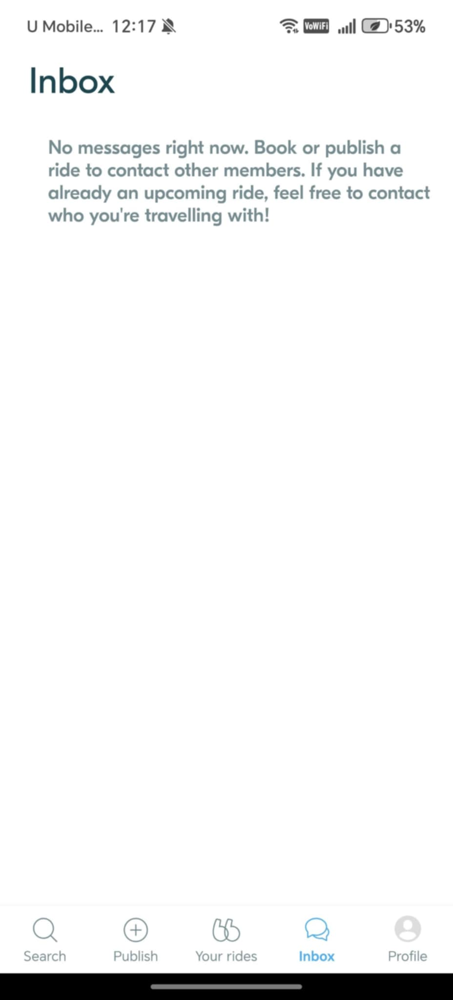 U Mobile... 12:17 VoWiFi 53%
Inbox
No messages right now. Book or publish a
ride to contact other members. If you have
already an upcoming ride, feel free to contact
who you're travelling with!
Search Publish Your rides Inbox Profile